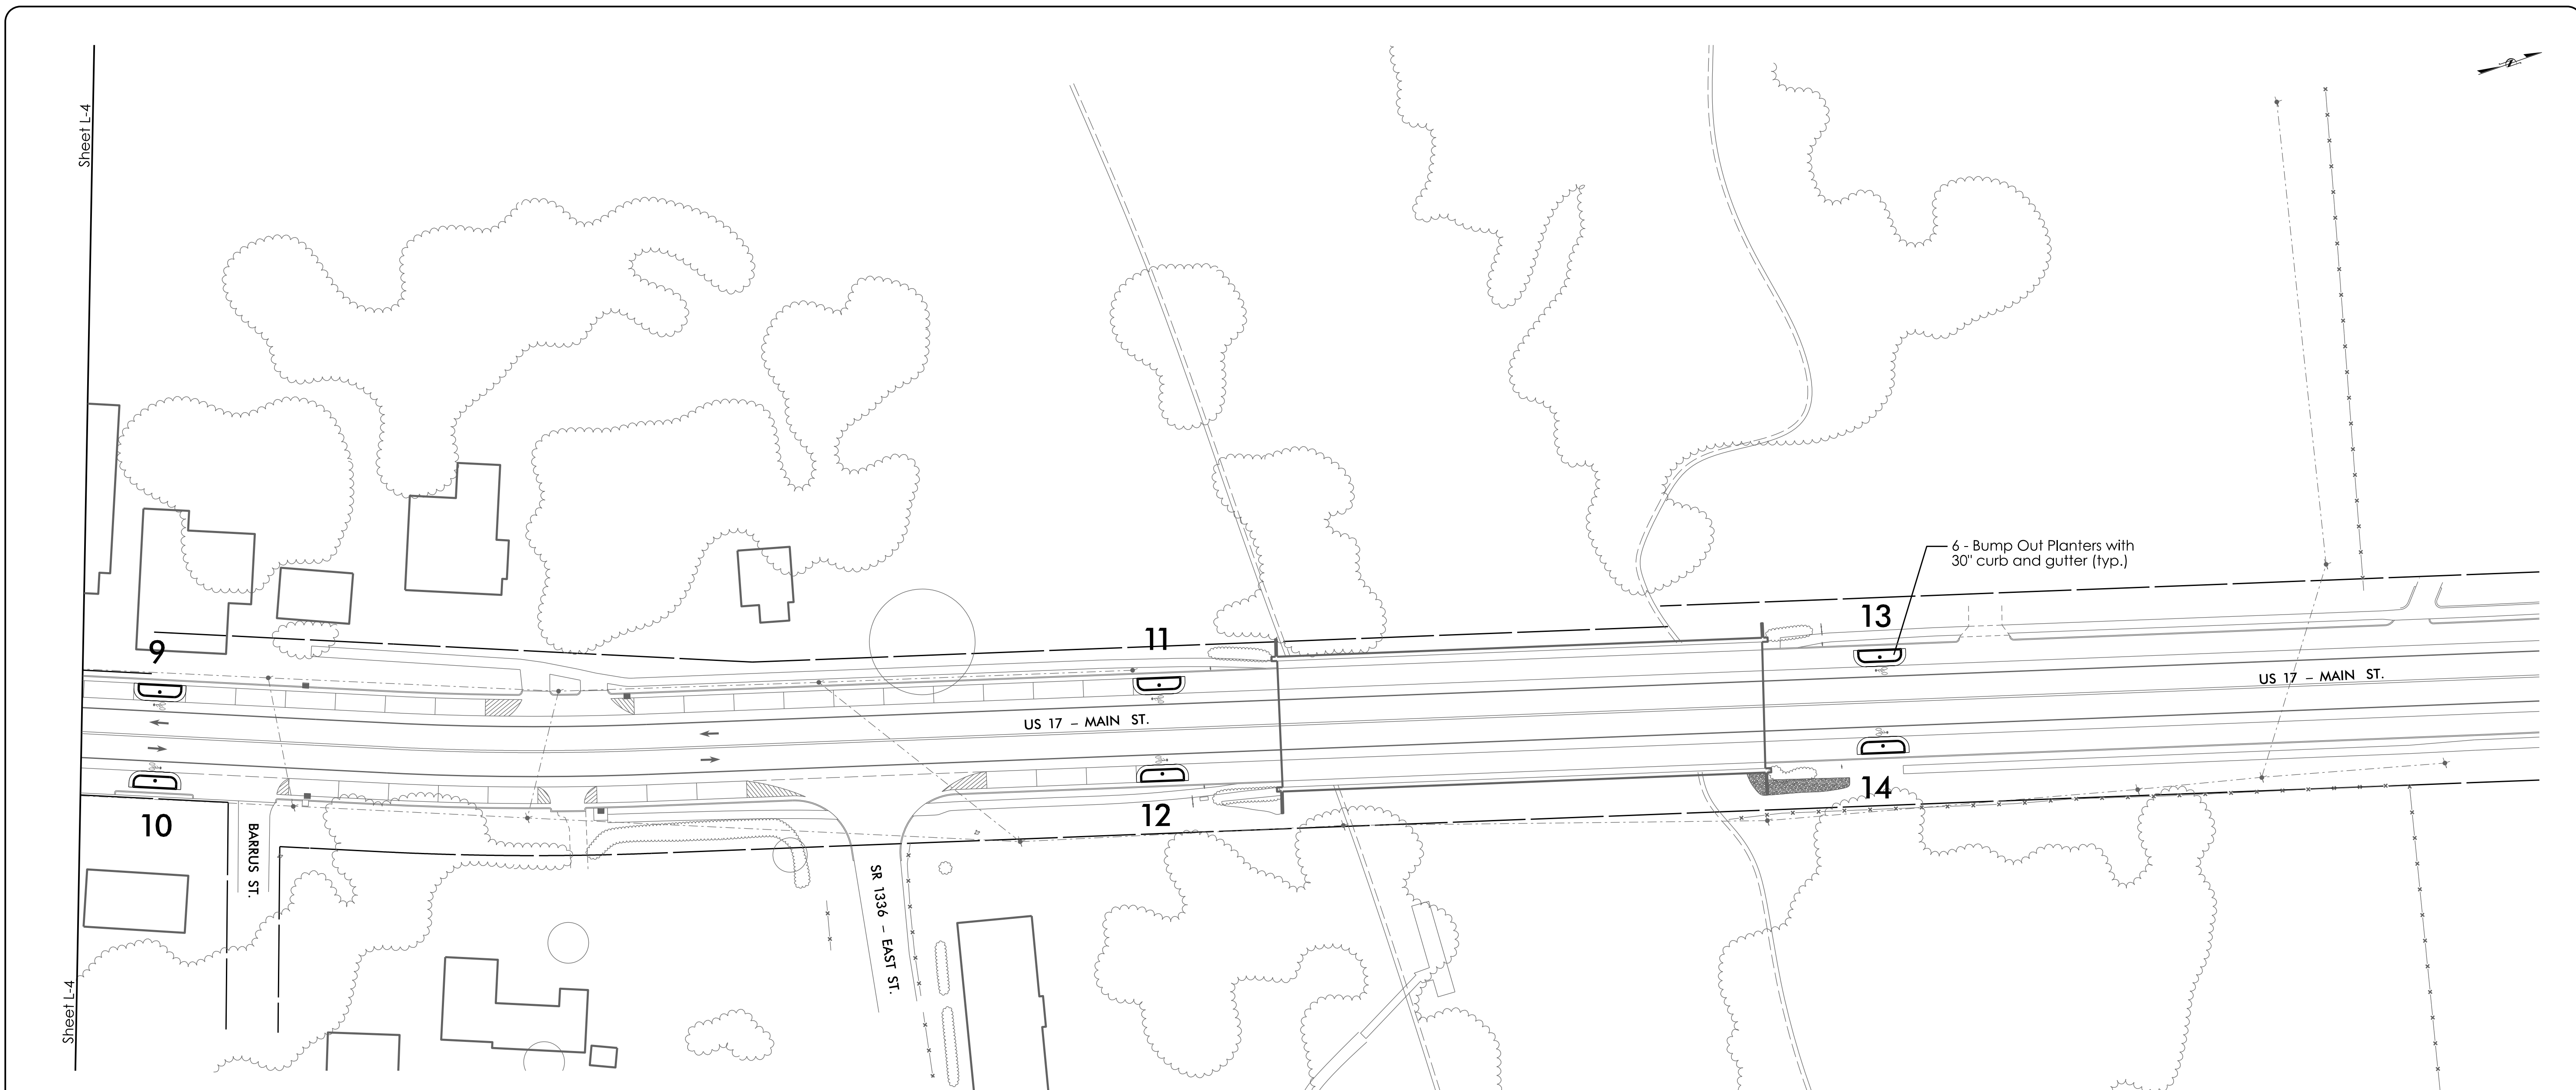 Sheet L-4
6 - Bump Out Planters with
30" curb and gutter (typ.)
13
11
9
US 17 – MAIN ST.
US 17 – MAIN ST.
14
12
10
BARRUS ST.
SR 1336 – EAST ST.
Sheet L-4